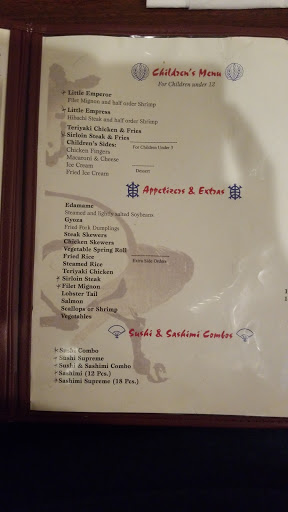 Children's Menu
For Children under 12
Little Emperor
Filet Mignon and half order Shrimp
Little Empress
Hibachi Steak and half order Shrimp
Teriyaki Chicken & Fries
Sirloin Steak & Fries
Children's Sides:
For Children Under 5
Chicken Fingers
Macaroni & Cheese
Ice Cream
Dessert
Fried Ice Cream
Appetizers & Extras
Edamame
Steamed and lightly salted Soybeans
Gyoza
Fried Pork Dumplings
Steak Skewers
Chicken Skewers
Vegetable Spring Roll
Fried Rice
Extra Side Orders
Steamed Rice
Teriyaki Chicken
Sirloin Steak
Filet Mignon
Lobster Tail
Salmon
Scallops or Shrimp
Vegetables
Sushi & Sashimi Combos
Sushi Combo
Sushi Supreme
Sushi & Sashimi Combo
Sashimi (12 Pcs.)
Sashimi Supreme (18 Pcs.)